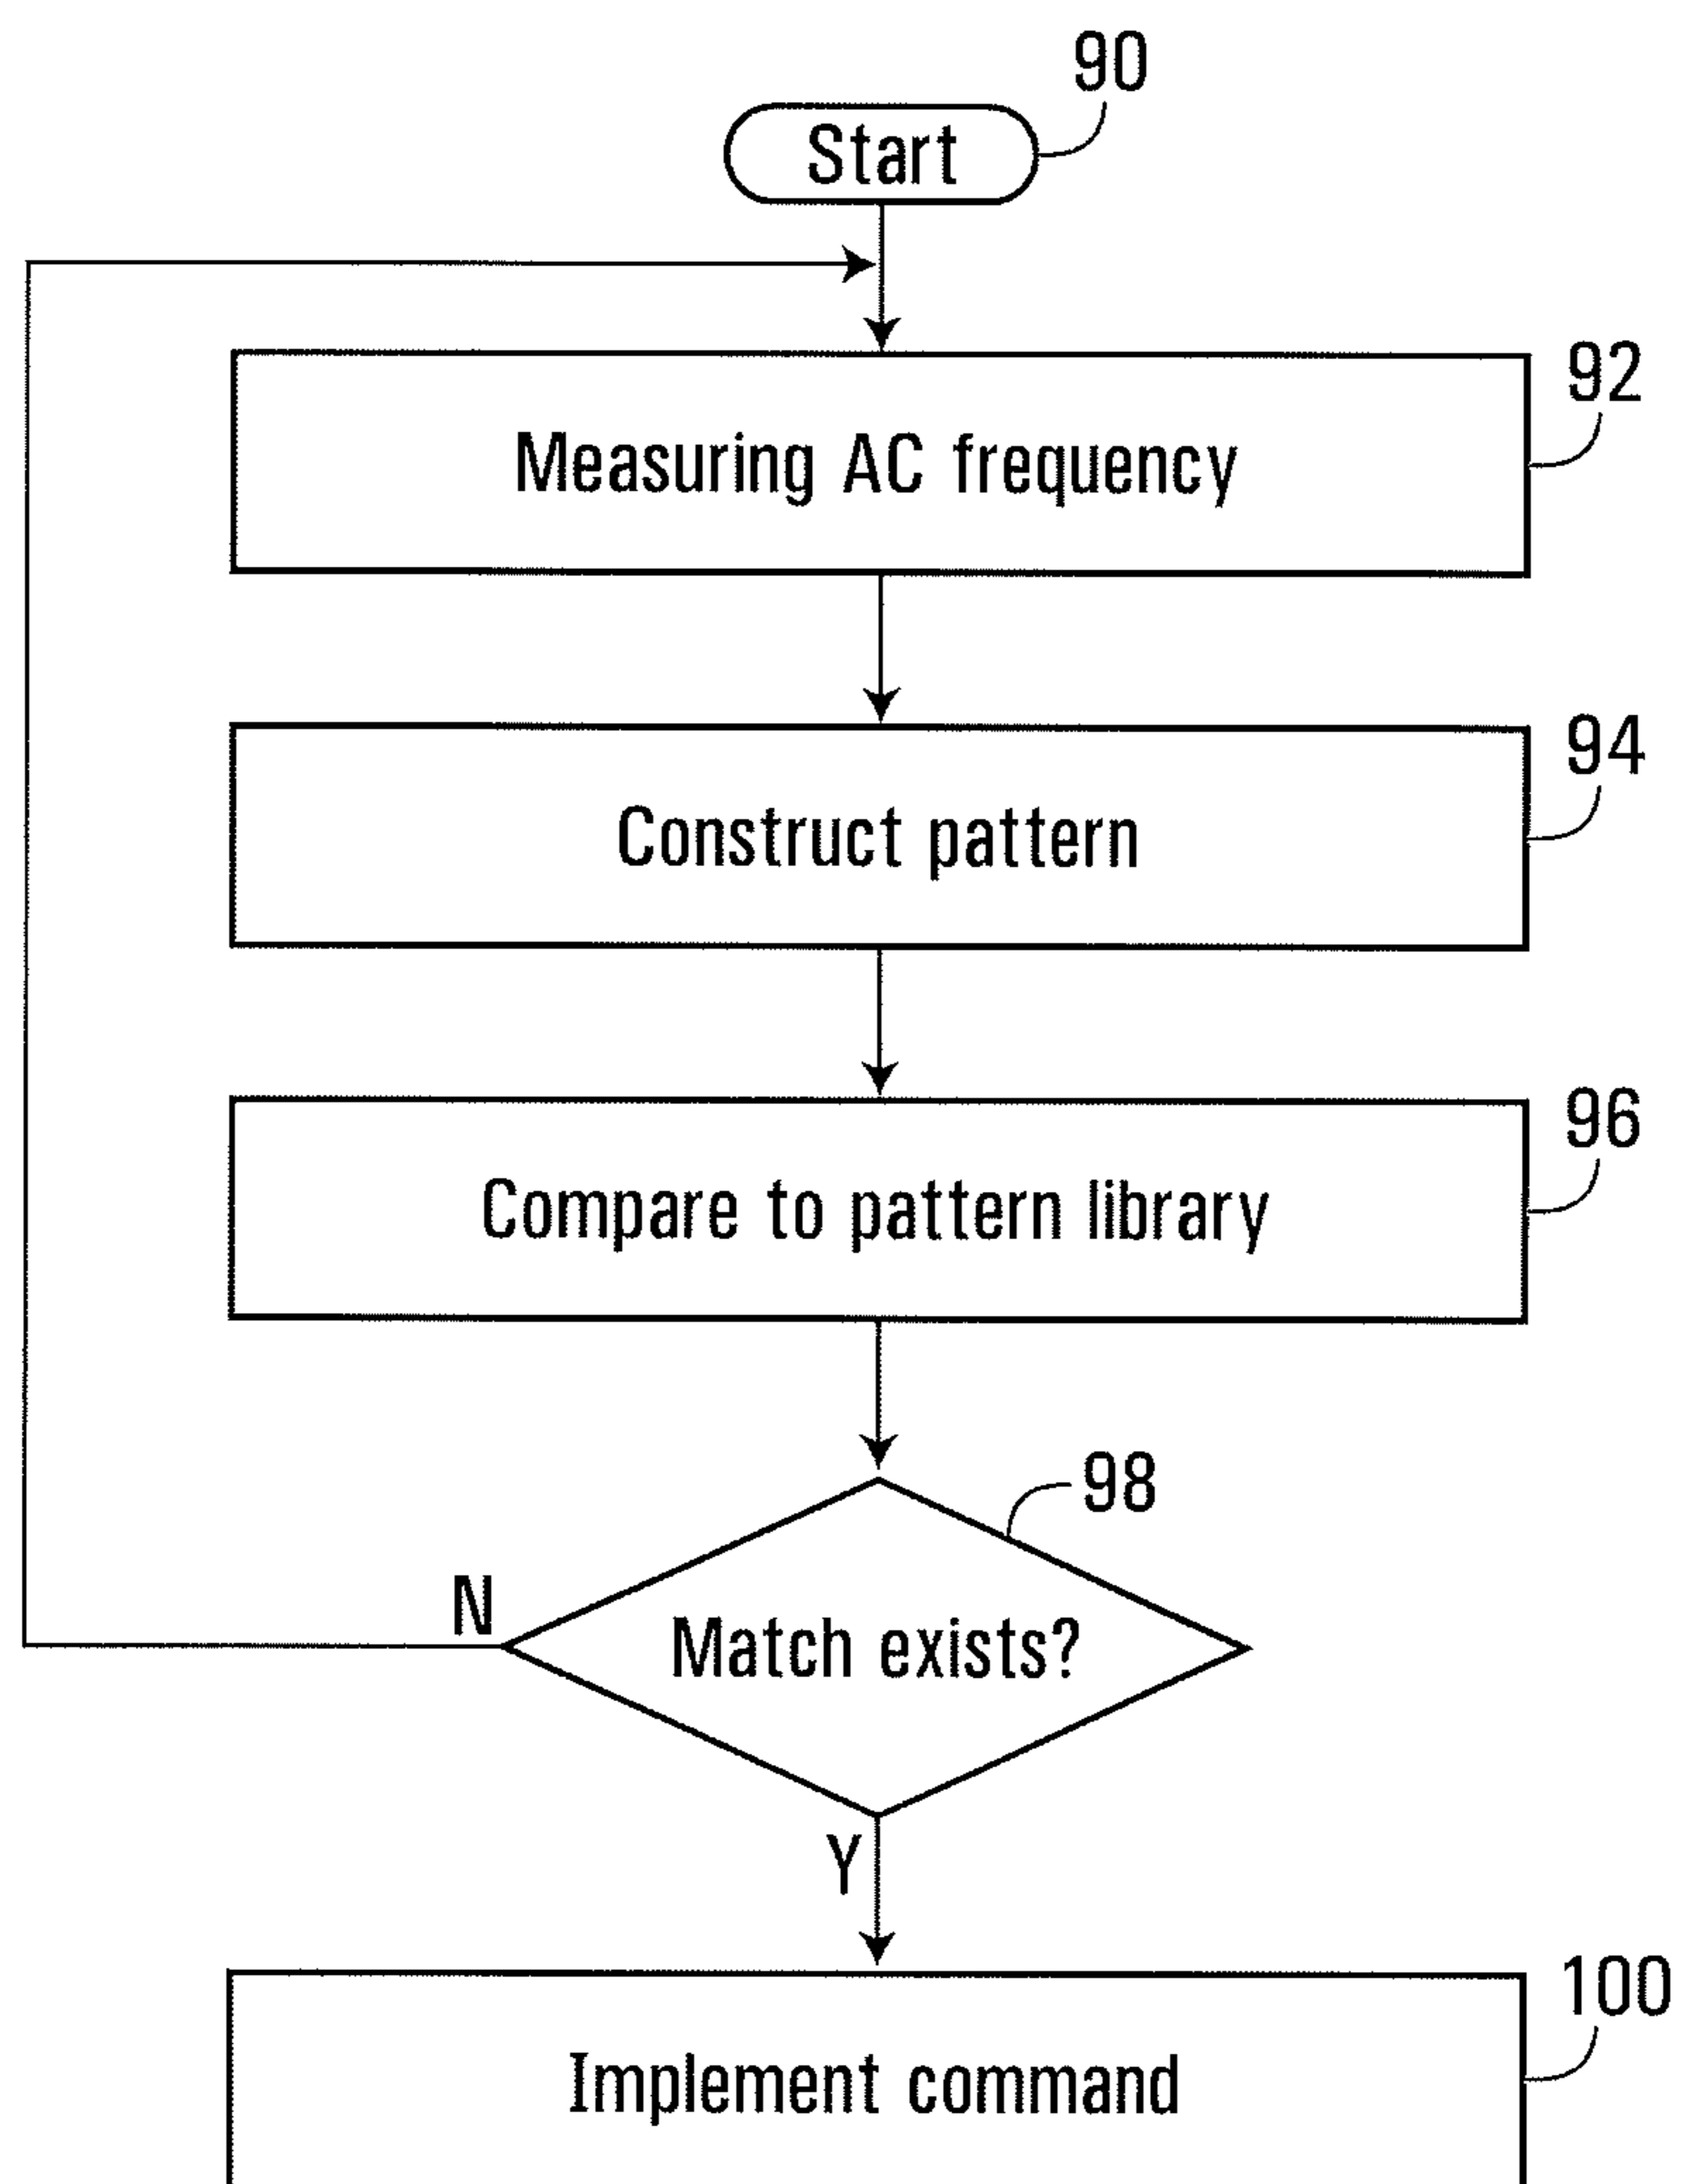 90
Start
92
Measuring AC frequency
94
Construct pattern
96
Compare to pattern library
98
N
Match exists?
Y
100
Implement command